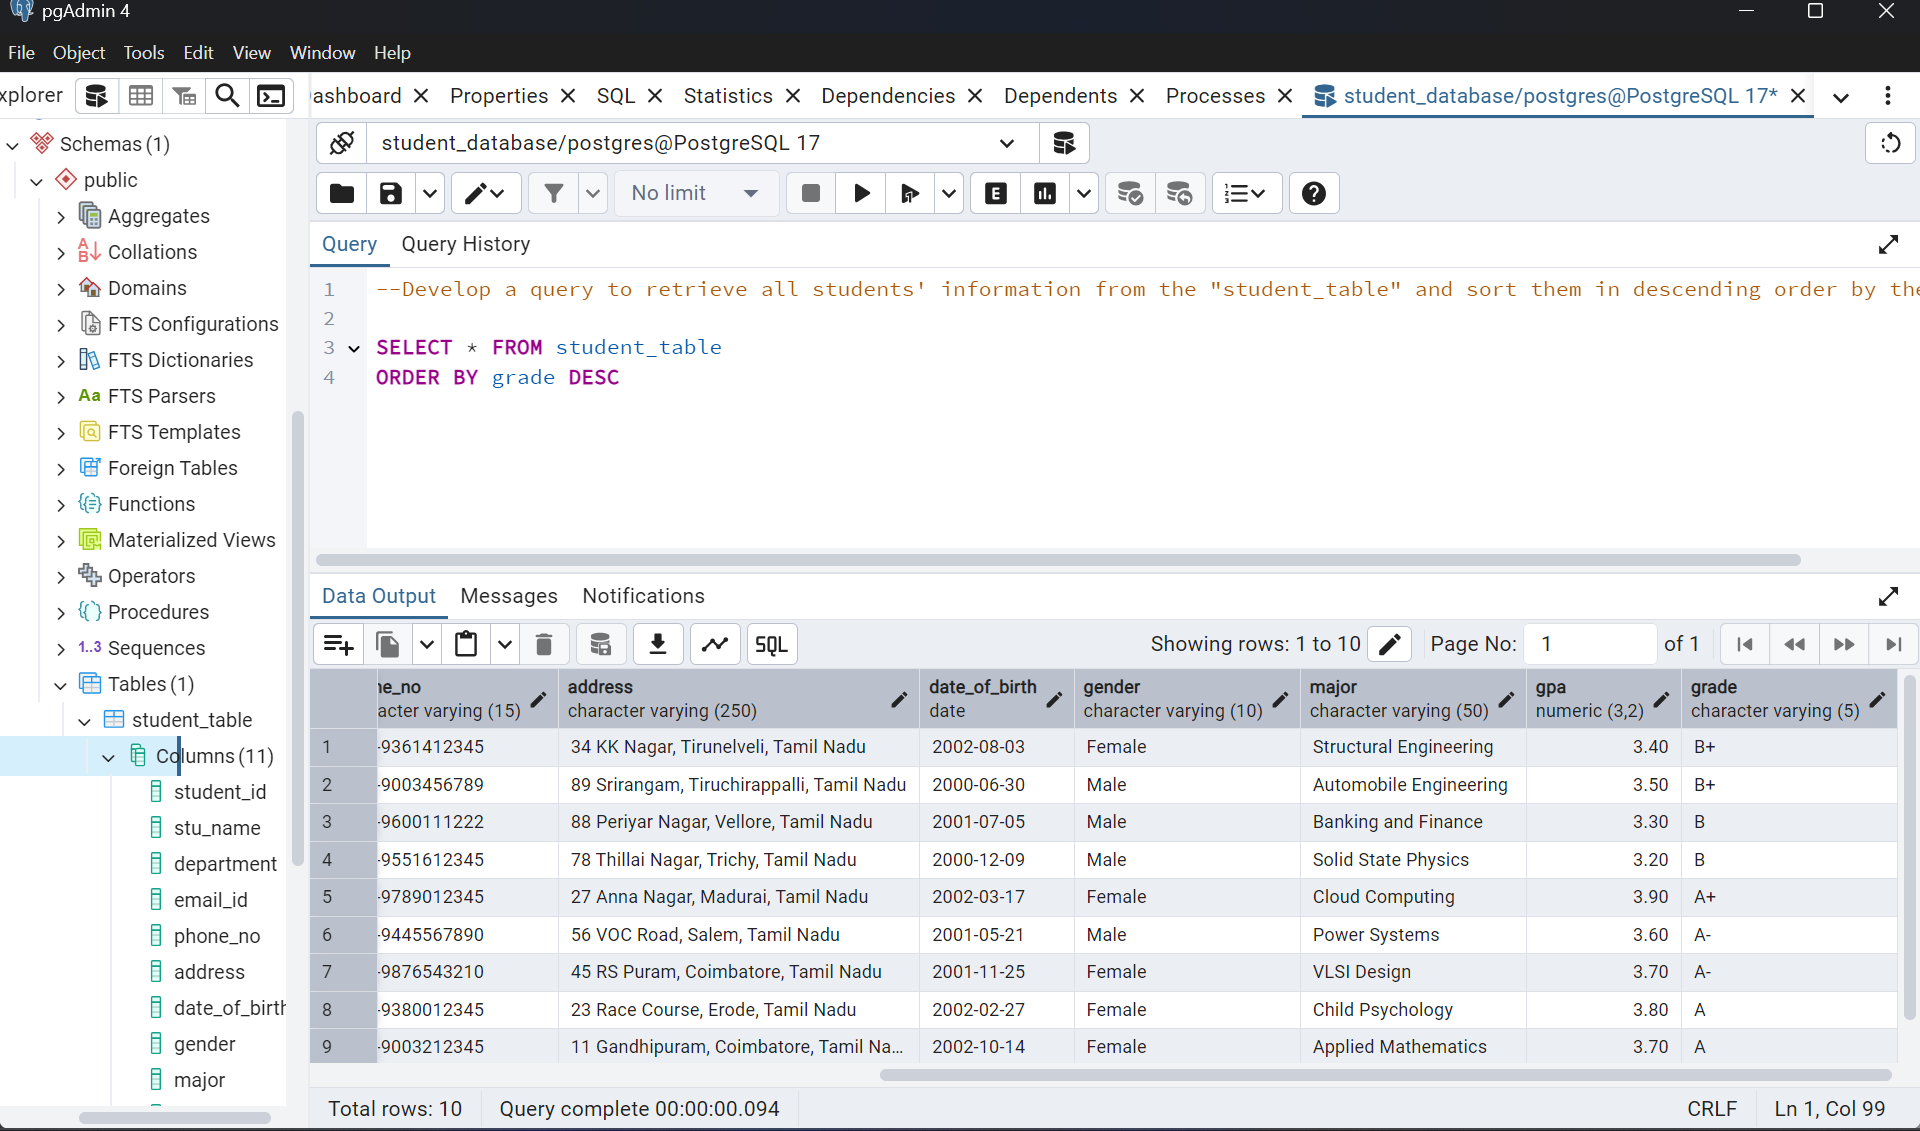 pgAdmin 4
File Object Tools Edit View Window Help
xplorer
ashboard Properties SQL Statistics Dependencies Dependents Processes student_database/postgres@PostgreSQL 17*
student_database/postgres@PostgreSQL 17
No limit
Query Query History
1 --Develop a query to retrieve all students' information from the "student_table" and sort them in descending order by the
2
3 SELECT * FROM student_table
4 ORDER BY grade DESC
Schemas (1)
public
Aggregates
Collations
Domains
FTS Configurations
FTS Dictionaries
FTS Parsers
FTS Templates
Foreign Tables
Functions
Materialized Views
Operators
Procedures
1..3 Sequences
Tables (1)
student_table
Columns (11)
student_id
stu_name
department
email_id
phone_no
address
date_of_birth
gender
major
Data Output Messages Notifications
SQL Showing rows: 1 to 10 Page No: 1 of 1
ne_no address date_of_birth gender major gpa grade
acter varying (15) character varying (250) date character varying (10) character varying (50) numeric (3,2) character varying (5)
1 -9361412345 34 KK Nagar, Tirunelveli, Tamil Nadu 2002-08-03 Female Structural Engineering 3.40 B+
2 -9003456789 89 Srirangam, Tiruchirappalli, Tamil Nadu 2000-06-30 Male Automobile Engineering 3.50 B+
3 -9600111222 88 Periyar Nagar, Vellore, Tamil Nadu 2001-07-05 Male Banking and Finance 3.30 B
4 -9551612345 78 Thillai Nagar, Trichy, Tamil Nadu 2000-12-09 Male Solid State Physics 3.20 B
5 -9789012345 27 Anna Nagar, Madurai, Tamil Nadu 2002-03-17 Female Cloud Computing 3.90 A+
6 -9445567890 56 VOC Road, Salem, Tamil Nadu 2001-05-21 Male Power Systems 3.60 A-
7 -9876543210 45 RS Puram, Coimbatore, Tamil Nadu 2001-11-25 Female VLSI Design 3.70 A-
8 -9380012345 23 Race Course, Erode, Tamil Nadu 2002-02-27 Female Child Psychology 3.80 A
9 -9003212345 11 Gandhipuram, Coimbatore, Tamil Na... 2002-10-14 Female Applied Mathematics 3.70 A
Total rows: 10 Query complete 00:00:00.094 CRLF Ln 1, Col 99